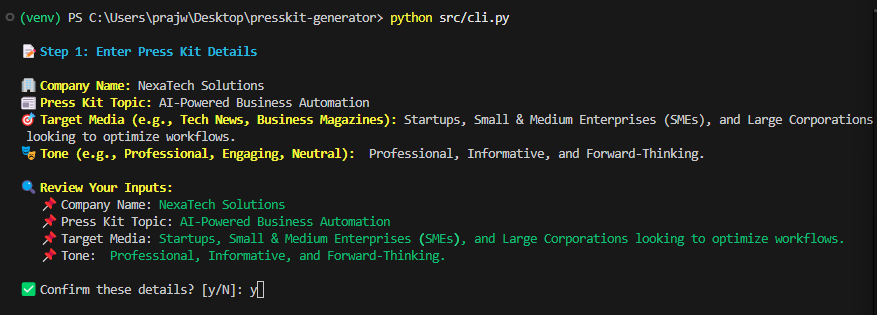 (venv) PS C:\Users\prajw\Desktop\presskit-generator> python src/cli.py
📝 Step 1: Enter Press Kit Details
🏢 Company Name: NexaTech Solutions
📰 Press Kit Topic: AI-Powered Business Automation
🎯 Target Media (e.g., Tech News, Business Magazines): Startups, Small & Medium Enterprises (SMEs), and Large Corporations
looking to optimize workflows.
🎭 Tone (e.g., Professional, Engaging, Neutral):  Professional, Informative, and Forward-Thinking.
🔍 Review Your Inputs:
📌 Company Name: NexaTech Solutions
📌 Press Kit Topic: AI-Powered Business Automation
📌 Target Media: Startups, Small & Medium Enterprises (SMEs), and Large Corporations looking to optimize workflows.
📌 Tone:  Professional, Informative, and Forward-Thinking.
✅ Confirm these details? [y/N]: y